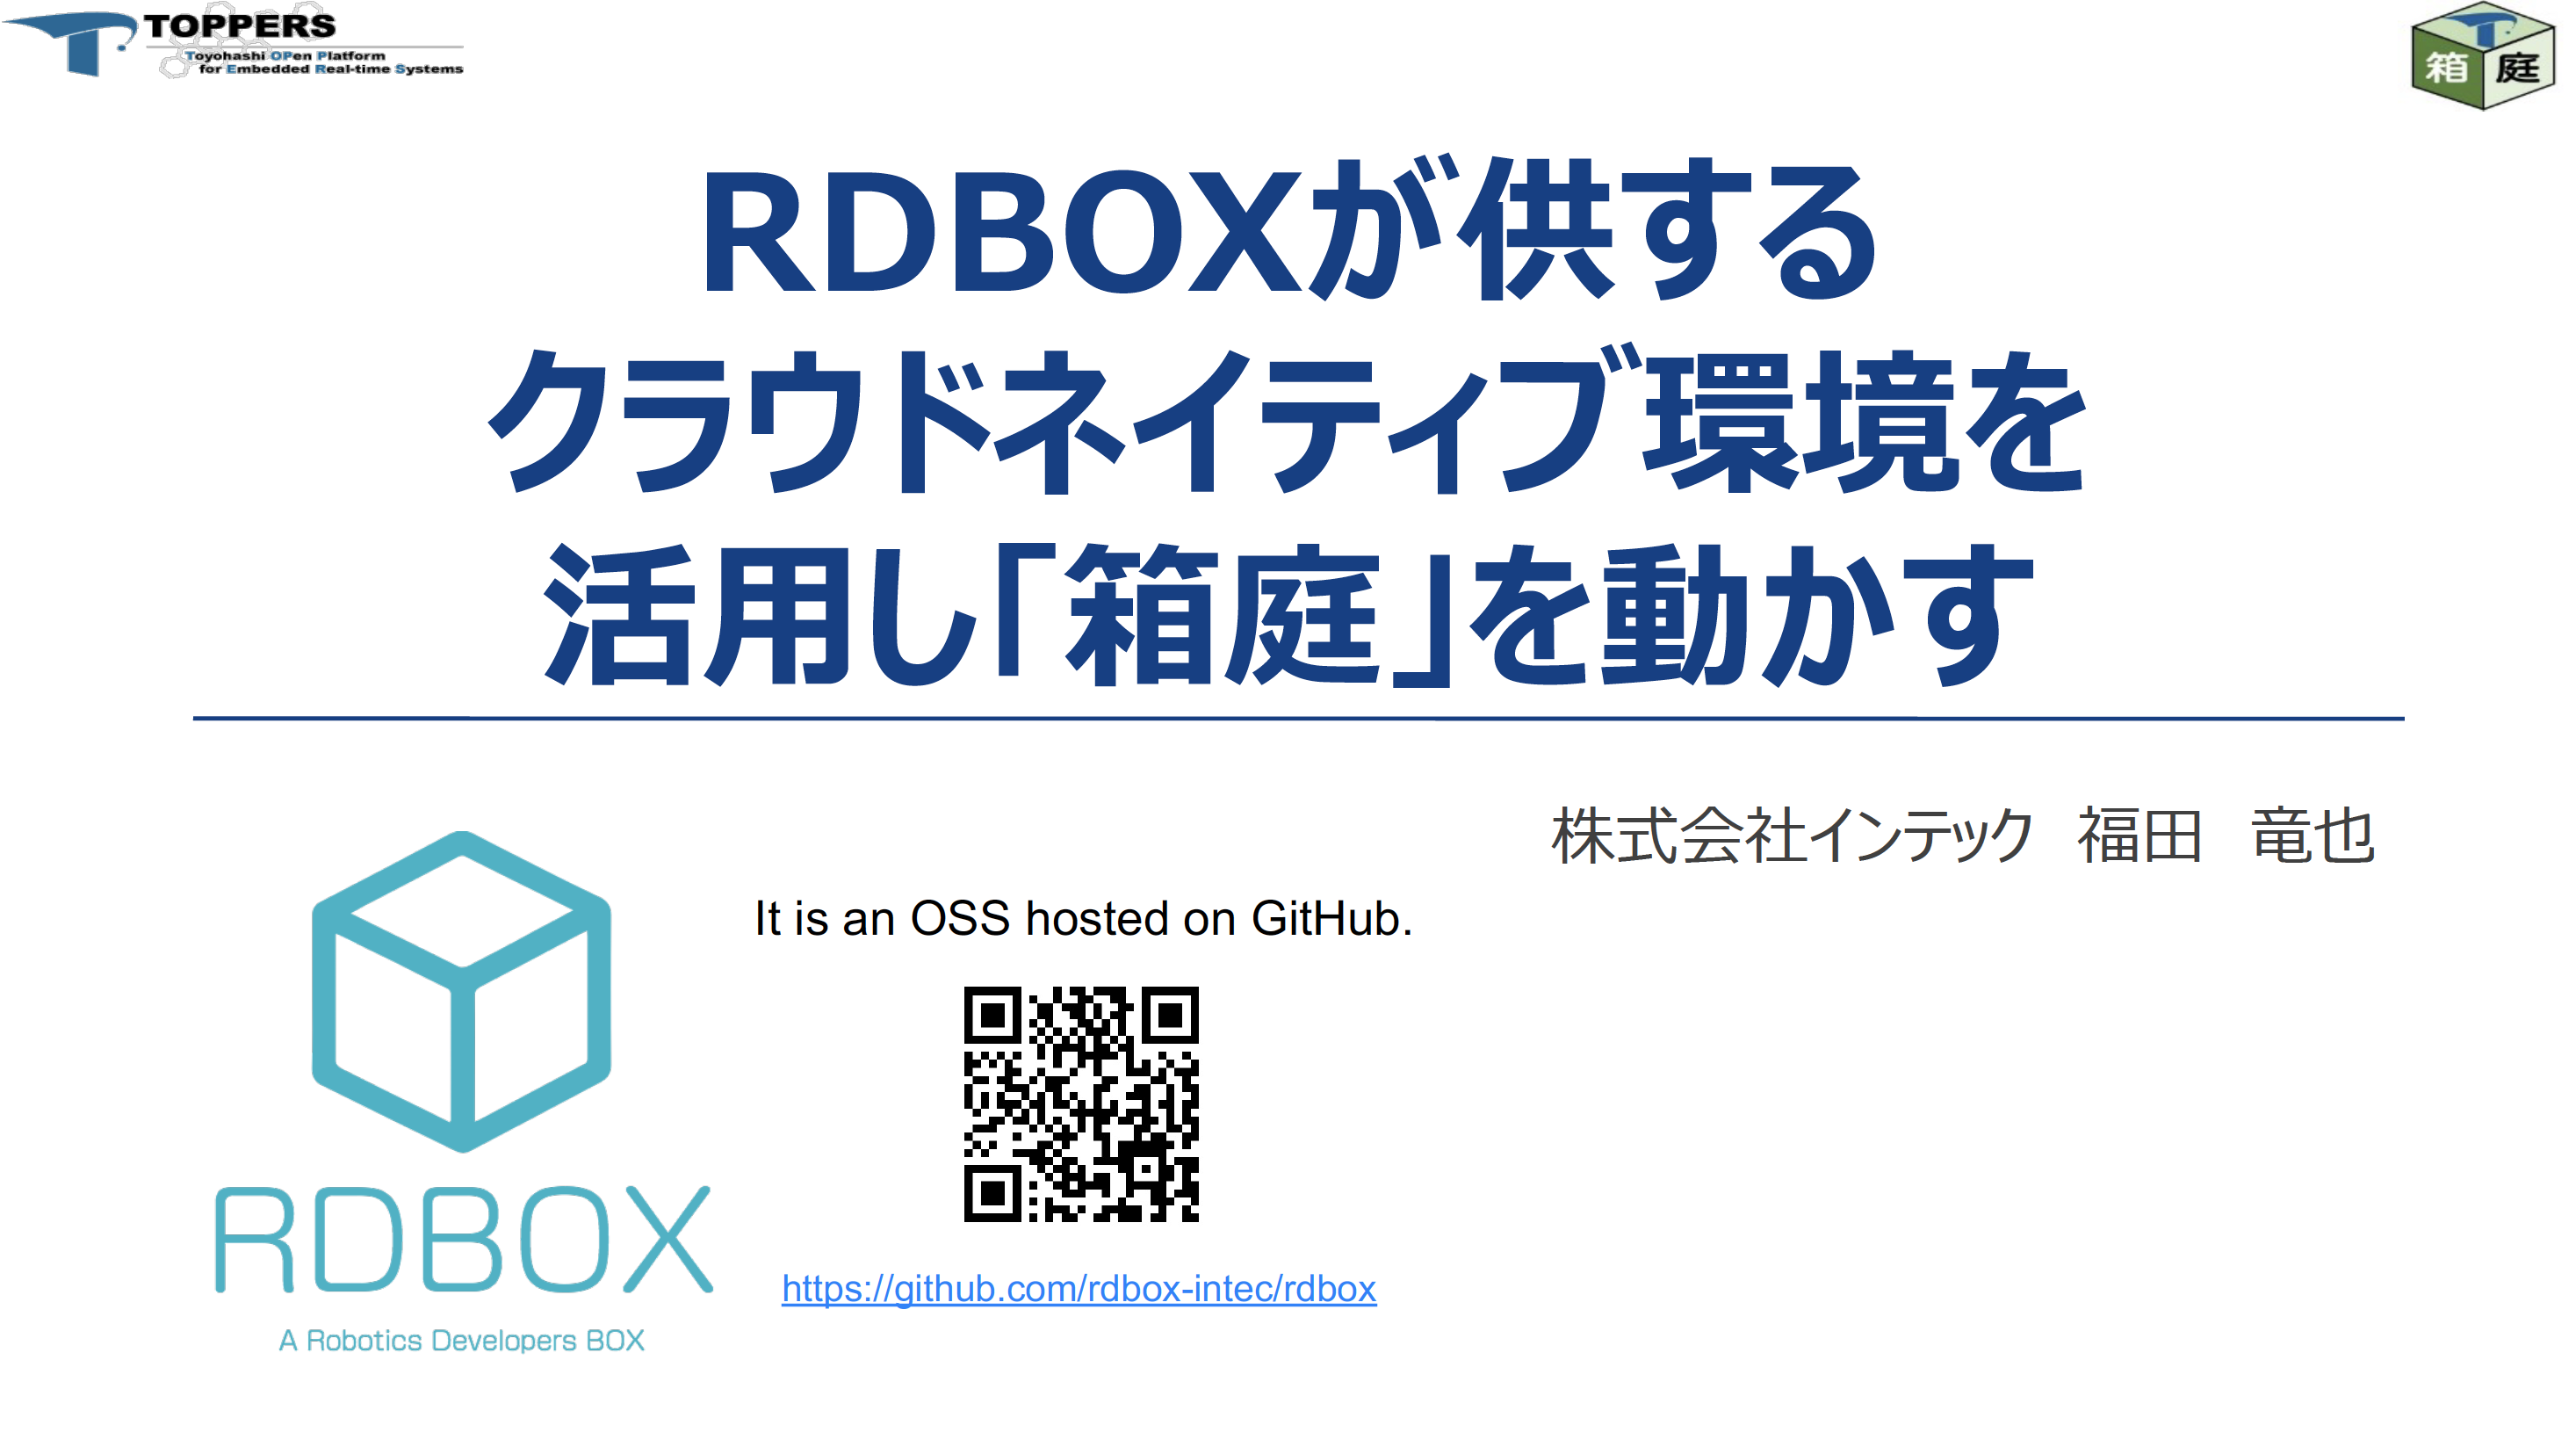 TOPPERS
Toyohashi OPen Platform
for Embedded Real-time Systems
箱 庭
RDBOXが供する
クラウドネイティブ環境を
活用し「箱庭」を動かす
株式会社インテック　福田　竜也
It is an OSS hosted on GitHub.
https://github.com/rdbox-intec/rdbox
RDBOX
A Robotics Developers BOX